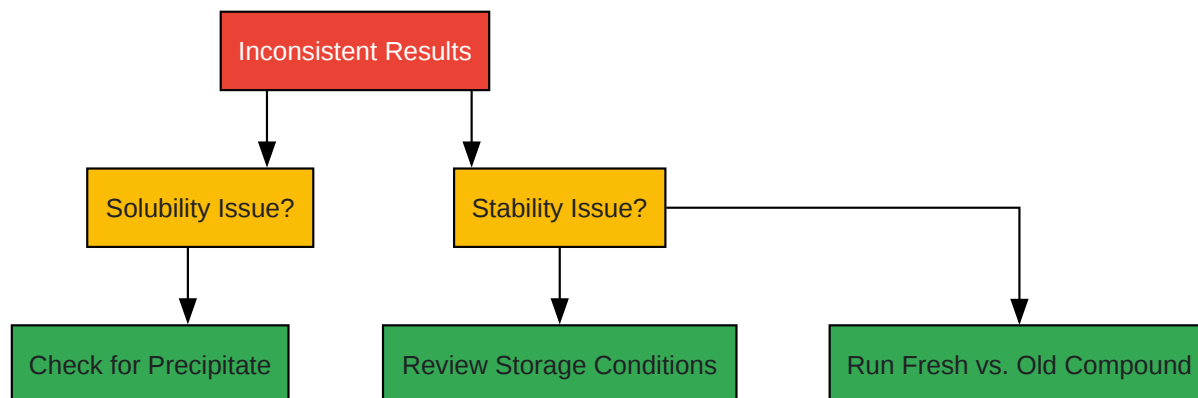 Inconsistent Results
Solubility Issue?
Stability Issue?
Check for Precipitate
Review Storage Conditions
Run Fresh vs. Old Compound